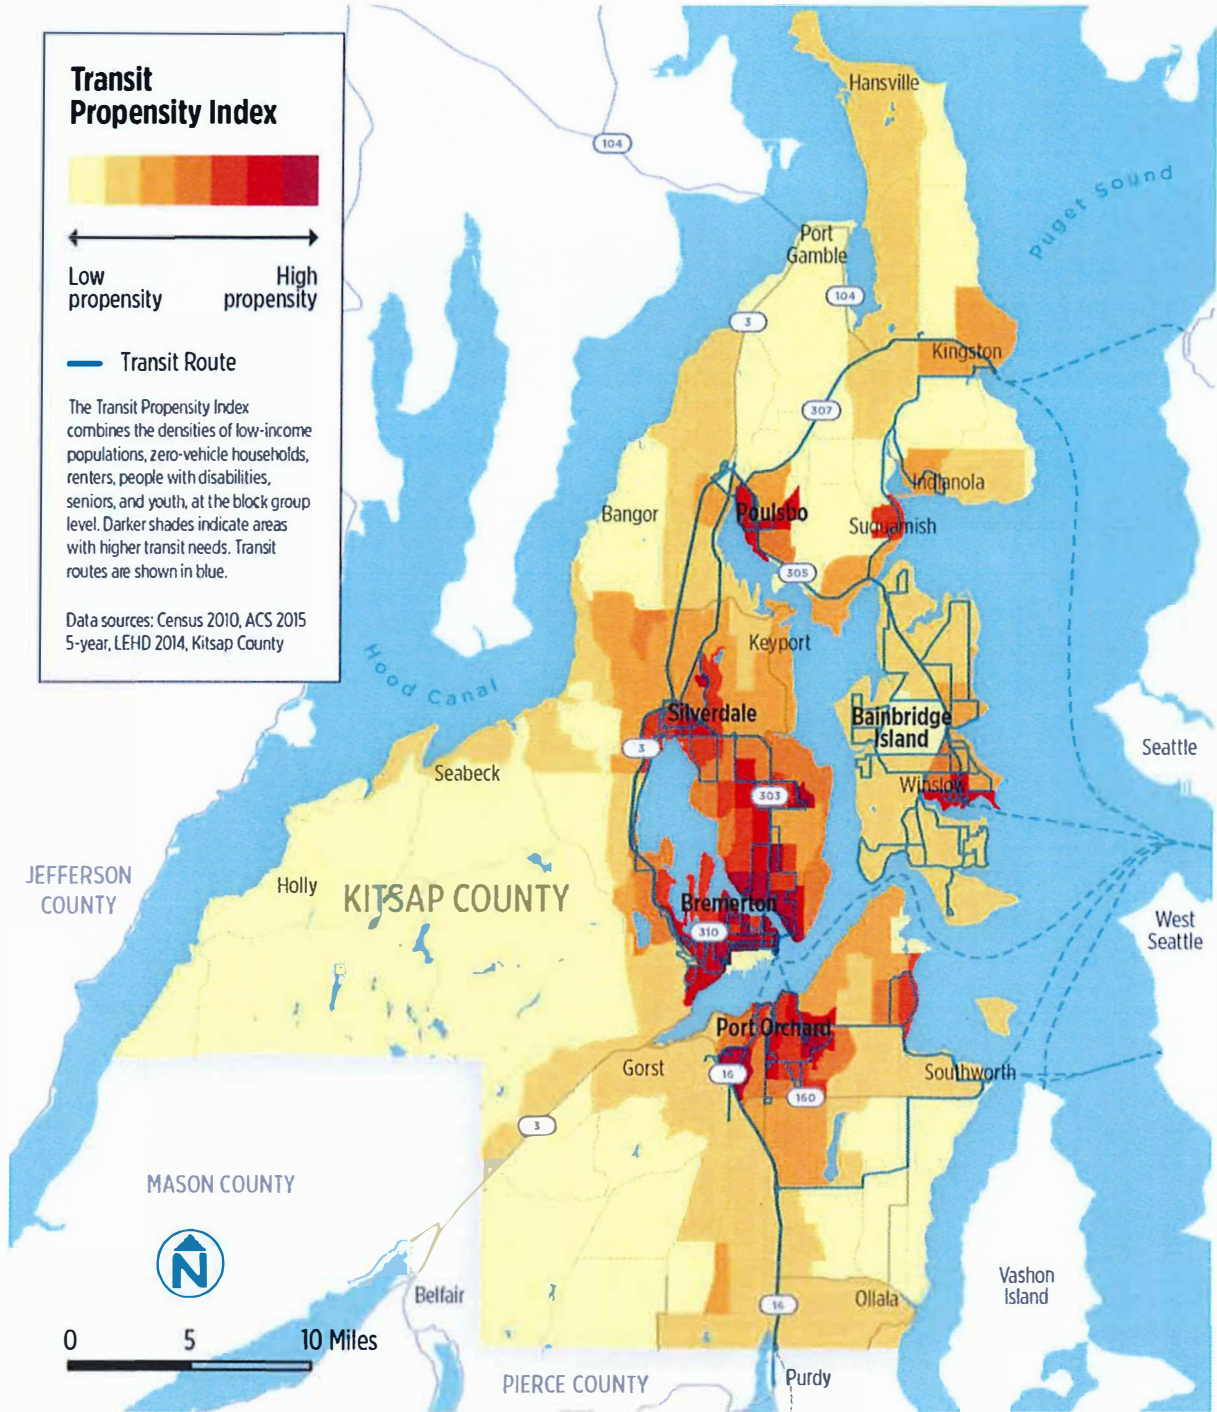 Transit
Propensity Index
Low
propensity
High
propensity
Transit Route
The Transit Propensity Index
combines the densities of low-income
populations, zero-vehicle households,
renters, people with disabilities,
seniors, and youth, at the block group
level. Darker shades indicate areas
with higher transit needs. Transit
routes are shown in blue.
Data sources: Census 2010, ACS 2015
5-year, LEHD 2014, Kitsap County
Hansville
104
Puget Sound
Port
Gamble
104
3
Kingston
307
Indianola
Bangor
Poulsbo
Suquamish
305
Keyport
Hood Canal
Silverdale
Bainbridge
Island
3
Seattle
Seabeck
Winslow
303
JEFFERSON
COUNTY
Holly
KITSAP COUNTY
Bremerton
310
West
Seattle
Port Orchard
Gorst
16
Southworth
160
3
MASON COUNTY
N
Belfair
Vashon
Island
16
Ollala
0 5 10 Miles
PIERCE COUNTY
Purdy